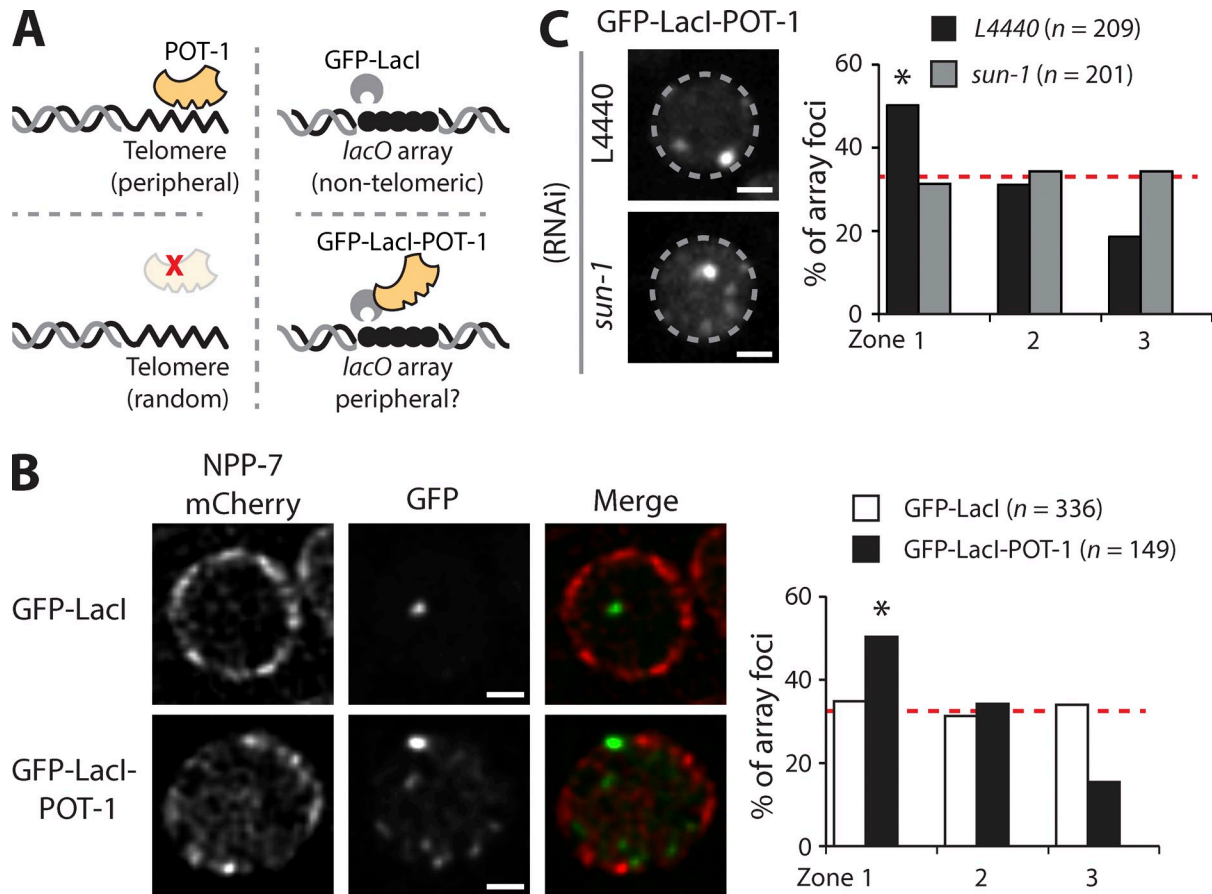 A
POT-1
Telomere
(peripheral)
GFP-LacI
lacO array
(non-telomeric)
X
Telomere
(random)
GFP-LacI-POT-1
lacO array
peripheral?
C
GFP-LacI-POT-1
(RNAi)
L4440
sun-1
L4440 (n = 209)
sun-1 (n = 201)
% of array foci
60
40
20
0
*
Zone 1
2
3
B
NPP-7
mCherry
GFP
Merge
GFP-LacI
GFP-LacI-
POT-1
GFP-LacI (n = 336)
GFP-LacI-POT-1 (n = 149)
% of array foci
60
40
20
0
*
Zone 1
2
3